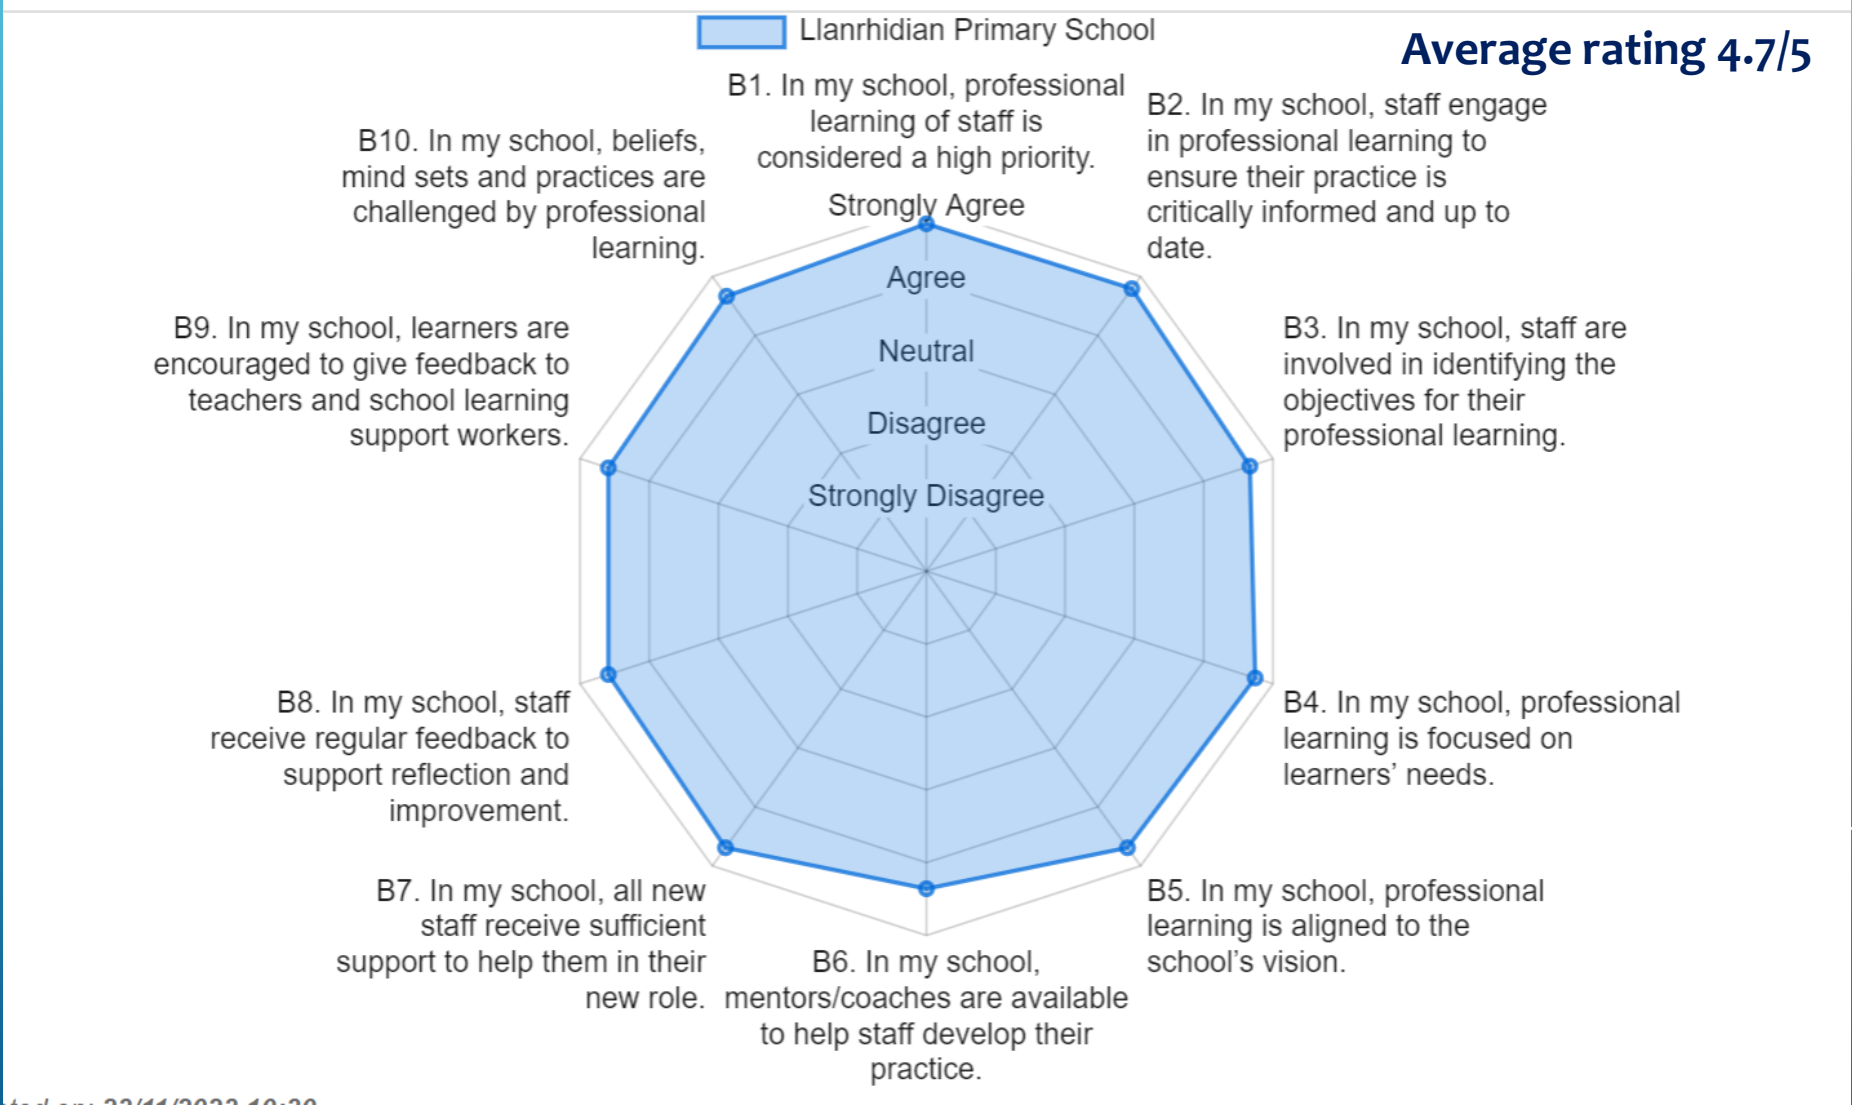 Llanrhidian Primary School
Average rating 4.7/5
B1. In my school, professional
learning of staff is
considered a high priority.
B2. In my school, staff engage
in professional learning to
ensure their practice is
critically informed and up to
date.
B3. In my school, staff are
involved in identifying the
objectives for their
professional learning.
B4. In my school, professional
learning is focused on
learners’ needs.
B5. In my school, professional
learning is aligned to the
school’s vision.
B6. In my school,
mentors/coaches are available
to help staff develop their
practice.
B7. In my school, all new
staff receive sufficient
support to help them in their
new role.
B8. In my school, staff
receive regular feedback to
support reflection and
improvement.
B9. In my school, learners are
encouraged to give feedback to
teachers and school learning
support workers.
B10. In my school, beliefs,
mind sets and practices are
challenged by professional
learning.
Strongly Agree
Agree
Neutral
Disagree
Strongly Disagree